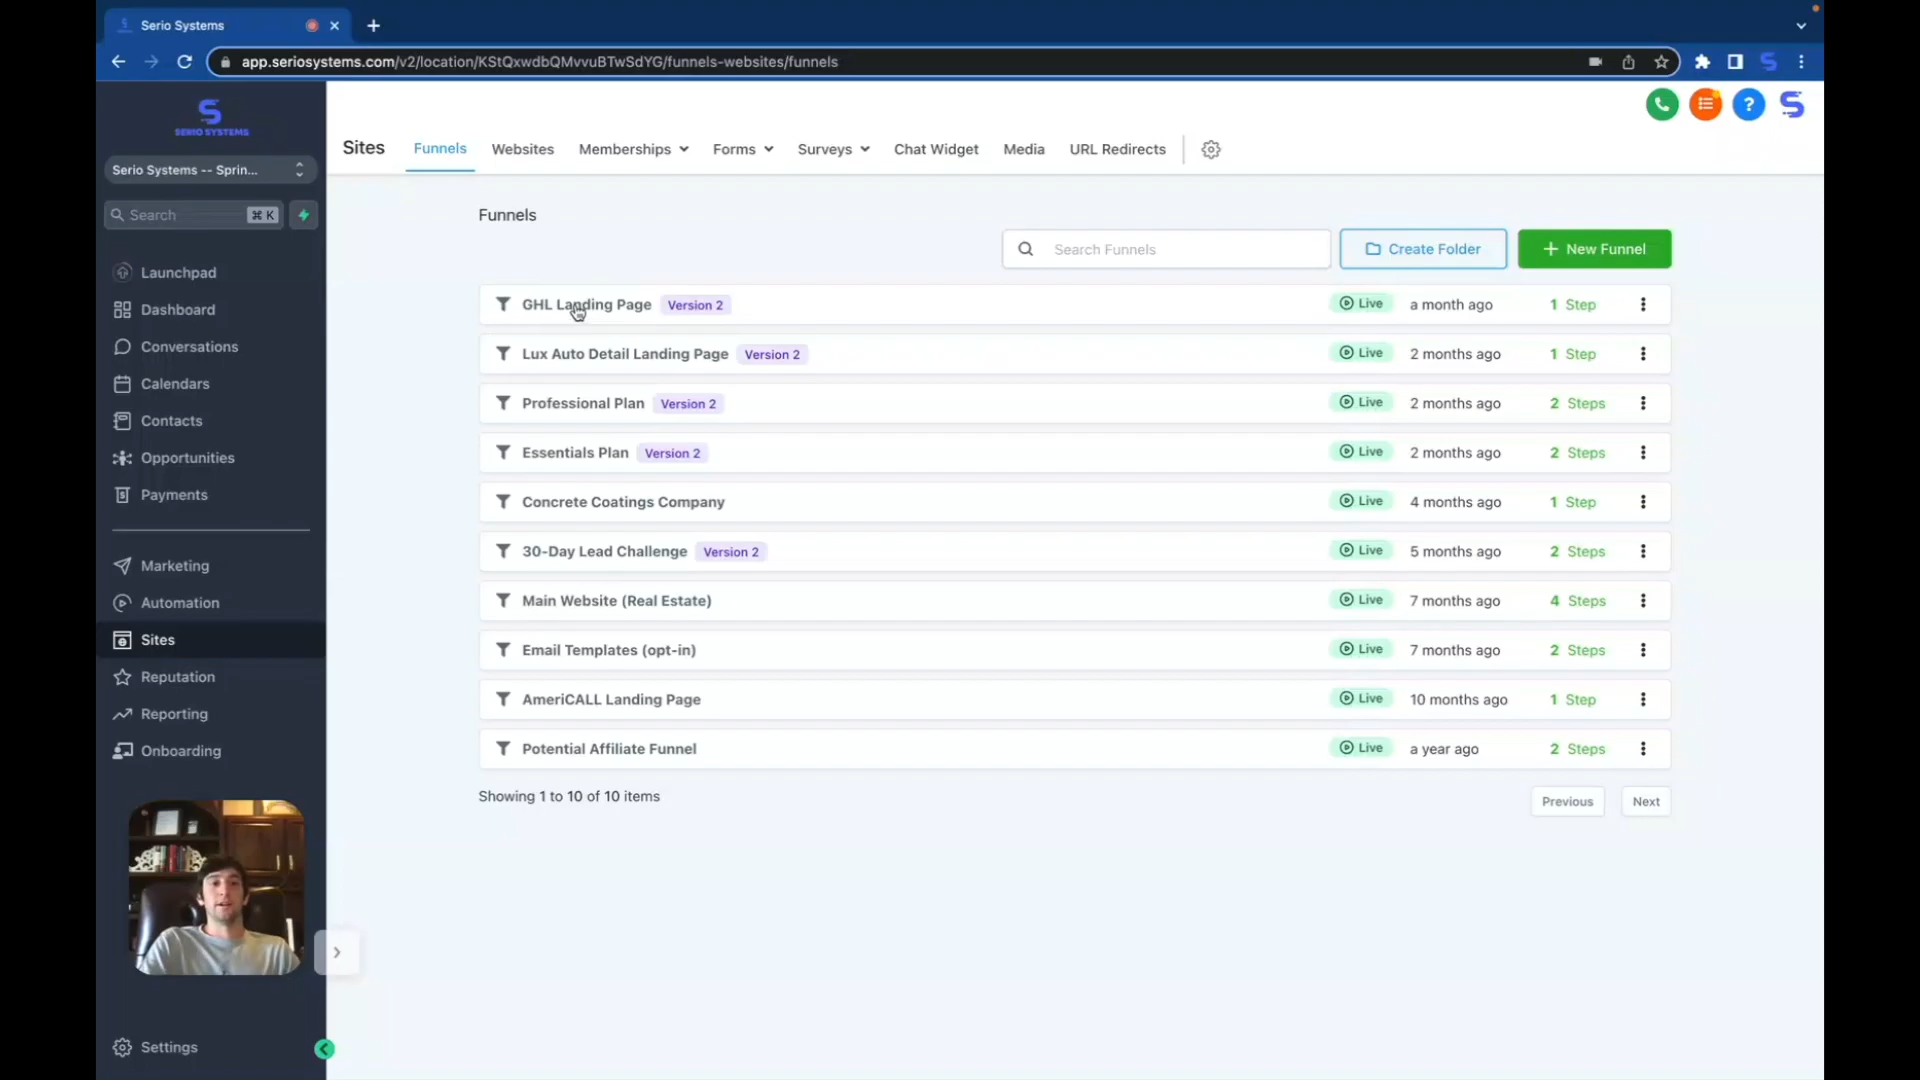 Serio Systems
app.seriosystems.com/v2/location/KStQxwdbQMvvuBTwSdYG/funnels-websites/funnels
SERIO SYSTEMS
Serio Systems -- Sprin...
Search ⌘ K
Launchpad
Dashboard
Conversations
Calendars
Contacts
Opportunities
Payments
Marketing
Automation
Sites
Reputation
Reporting
Onboarding
Settings
Sites Funnels Websites Memberships Forms Surveys Chat Widget Media URL Redirects
Funnels
Search Funnels Create Folder + New Funnel
GHL Landing Page Version 2 Live a month ago 1 Step
Lux Auto Detail Landing Page Version 2 Live 2 months ago 1 Step
Professional Plan Version 2 Live 2 months ago 2 Steps
Essentials Plan Version 2 Live 2 months ago 2 Steps
Concrete Coatings Company Live 4 months ago 1 Step
30-Day Lead Challenge Version 2 Live 5 months ago 2 Steps
Main Website (Real Estate) Live 7 months ago 4 Steps
Email Templates (opt-in) Live 7 months ago 2 Steps
AmeriCALL Landing Page Live 10 months ago 1 Step
Potential Affiliate Funnel Live a year ago 2 Steps
Showing 1 to 10 of 10 items Previous Next